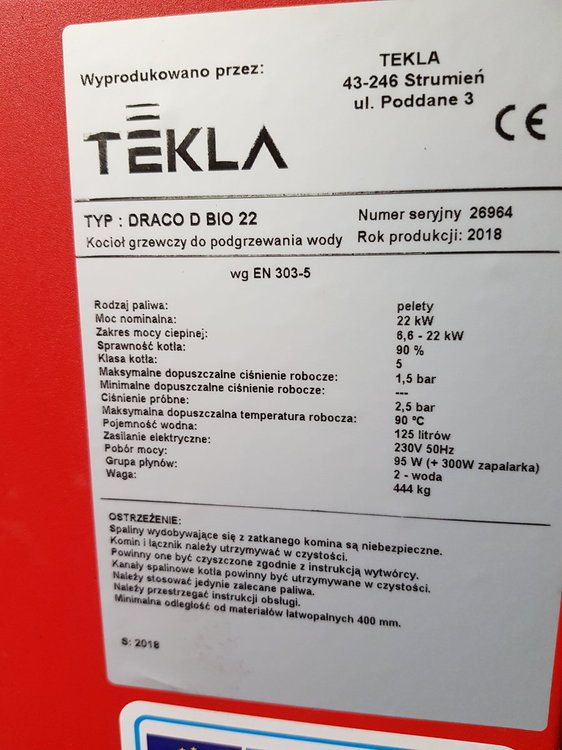 Wyprodukowano przez:
TEKLA
43-246 Strumień
ul. Poddane 3
TEKLA
CE
TYP : DRACO D BIO 22
Numer seryjny 26964
Kocioł grzewczy do podgrzewania wody
Rok produkcji: 2018
wg EN 303-5
Rodzaj paliwa: pelety
Moc nominalna: 22 kW
Zakres mocy ciepinej: 6,6 - 22 kW
Sprawność kotła: 90 %
Klasa kotła: 5
Maksymalne dopuszczalne ciśnienie robocze: 1,5 bar
Minimalne dopuszczalne ciśnienie robocze: ---
Ciśnienie próbne: 2,5 bar
Maksymalna dopuszczalna temperatura robocza: 90 °C
Pojemność wodna: 125 litrów
Zasilanie elektryczne: 230V 50Hz
Pobór mocy: 95 W (+ 300W zapalarka)
Grupa płynów: 2 - woda
Waga: 444 kg
OSTRZEŻENIE:
Spaliny wydobywające się z zatkanego komina są niebezpieczne.
Komin i łącznik należy utrzymywać w czystości.
Powinny one być czyszczone zgodnie z instrukcją wytwórcy.
Kanały spalinowe kotła powinny być utrzymywane w czystości.
Należy stosować jedynie zalecane paliwa.
Należy przestrzegać instrukcji obsługi.
Minimalna odległość od materiałów łatwopalnych 400 mm.
S: 2018